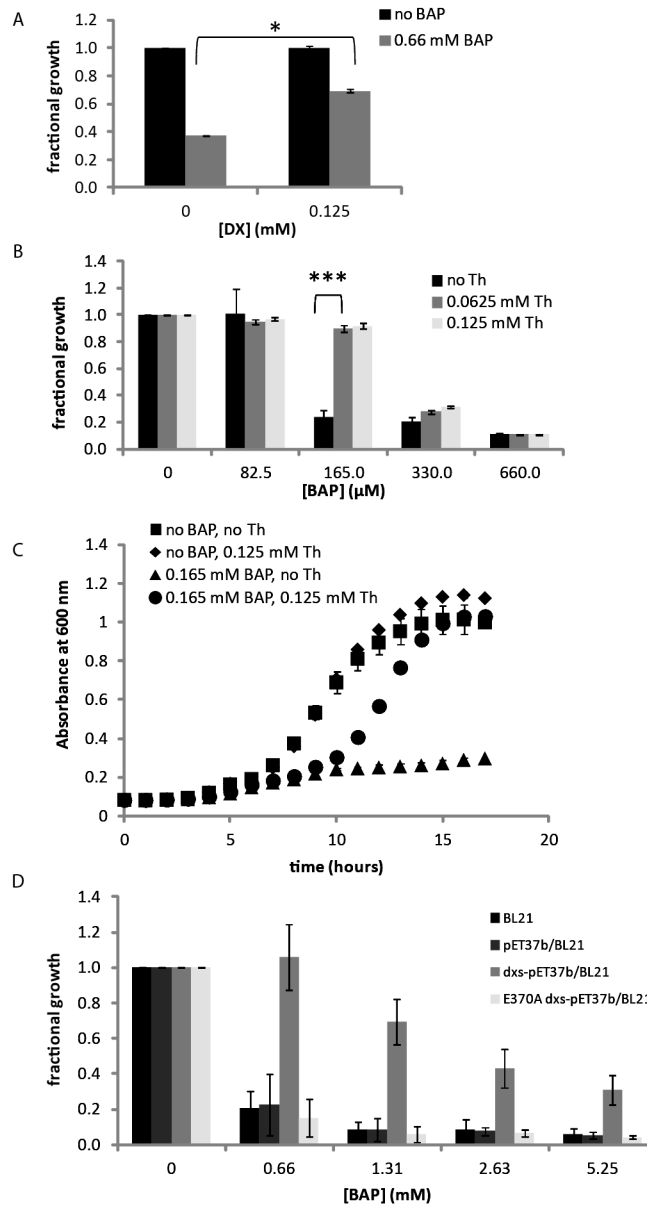 A
1.2
1.0
0.8
0.6
0.4
0.2
0.0
fractional growth
*
no BAP
0.66 mM BAP
0
0.125
[DX] (mM)
B
1.4
1.2
1.0
0.8
0.6
0.4
0.2
0.0
fractional growth
***
no Th
0.0625 mM Th
0.125 mM Th
0
82.5
165.0
330.0
660.0
[BAP] (µM)
C
no BAP, no Th
no BAP, 0.125 mM Th
0.165 mM BAP, no Th
0.165 mM BAP, 0.125 mM Th
1.4
1.2
1
0.8
0.6
0.4
0.2
0
Absorbance at 600 nm
0
5
10
15
20
time (hours)
D
1.4
1.2
1.0
0.8
0.6
0.4
0.2
0.0
fractional growth
BL21
pET37b/BL21
dxs-pET37b/BL21
E370A dxs-pET37b/BL21
0
0.66
1.31
2.63
5.25
[BAP] (mM)